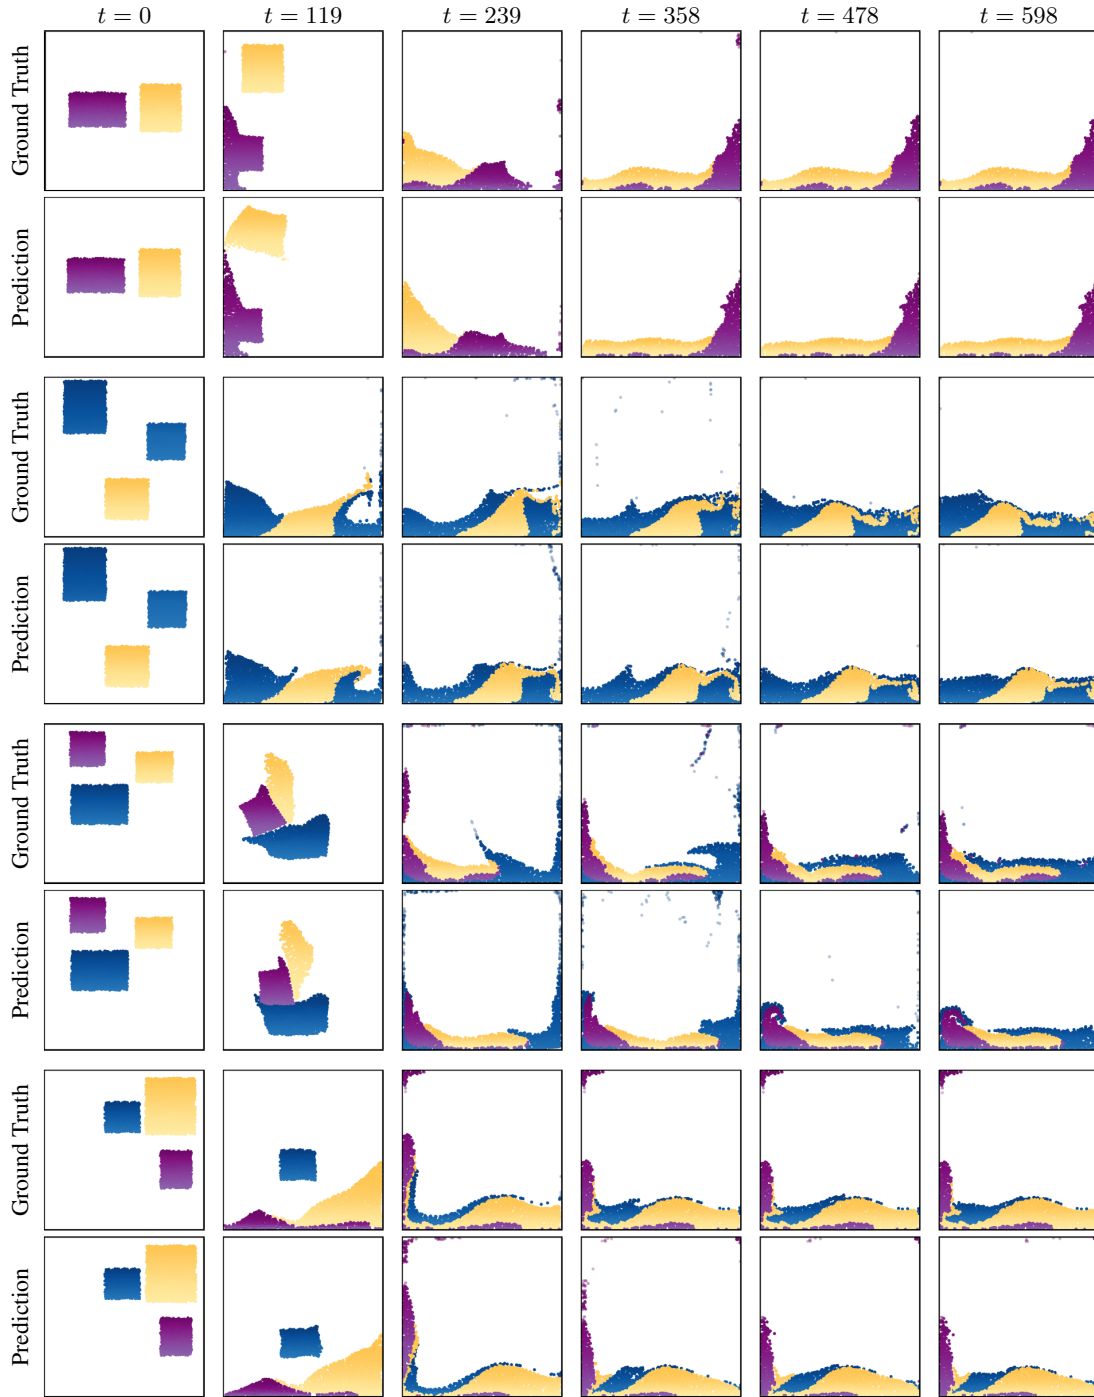 t = 0 t = 119 t = 239 t = 358 t = 478 t = 598
Ground Truth
Prediction
Ground Truth
Prediction
Ground Truth
Prediction
Ground Truth
Prediction